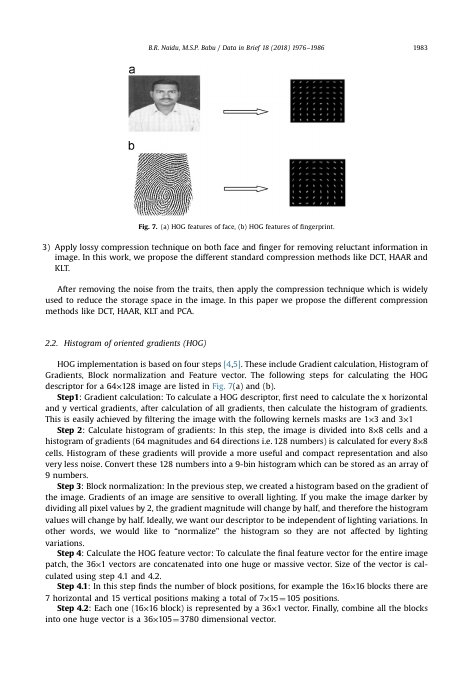 B.R. Naidu, M.S.P. Babu / Data in Brief 18 (2018) 1976–1986
1983
a
b
Fig. 7. (a) HOG features of face, (b) HOG features of fingerprint.
3) Apply lossy compression technique on both face and finger for removing reluctant information in
image. In this work, we propose the different standard compression methods like DCT, HAAR and
KLT.
After removing the noise from the traits, then apply the compression technique which is widely
used to reduce the storage space in the image. In this paper we propose the different compression
methods like DCT, HAAR, KLT and PCA.
2.2. Histogram of oriented gradients (HOG)
HOG implementation is based on four steps [4,5]. These include Gradient calculation, Histogram of
Gradients, Block normalization and Feature vector. The following steps for calculating the HOG
descriptor for a 64×128 image are listed in Fig. 7(a) and (b).
Step1: Gradient calculation: To calculate a HOG descriptor, first need to calculate the x horizontal
and y vertical gradients, after calculation of all gradients, then calculate the histogram of gradients.
This is easily achieved by filtering the image with the following kernels masks are 1×3 and 3×1
Step 2: Calculate histogram of gradients: In this step, the image is divided into 8×8 cells and a
histogram of gradients (64 magnitudes and 64 directions i.e. 128 numbers) is calculated for every 8×8
cells. Histogram of these gradients will provide a more useful and compact representation and also
very less noise. Convert these 128 numbers into a 9-bin histogram which can be stored as an array of
9 numbers.
Step 3: Block normalization: In the previous step, we created a histogram based on the gradient of
the image. Gradients of an image are sensitive to overall lighting. If you make the image darker by
dividing all pixel values by 2, the gradient magnitude will change by half, and therefore the histogram
values will change by half. Ideally, we want our descriptor to be independent of lighting variations. In
other words, we would like to “normalize” the histogram so they are not affected by lighting
variations.
Step 4: Calculate the HOG feature vector: To calculate the final feature vector for the entire image
patch, the 36×1 vectors are concatenated into one huge or massive vector. Size of the vector is cal-
culated using step 4.1 and 4.2.
Step 4.1: In this step finds the number of block positions, for example the 16×16 blocks there are
7 horizontal and 15 vertical positions making a total of 7×15=105 positions.
Step 4.2: Each one (16×16 block) is represented by a 36×1 vector. Finally, combine all the blocks
into one huge vector is a 36×105=3780 dimensional vector.